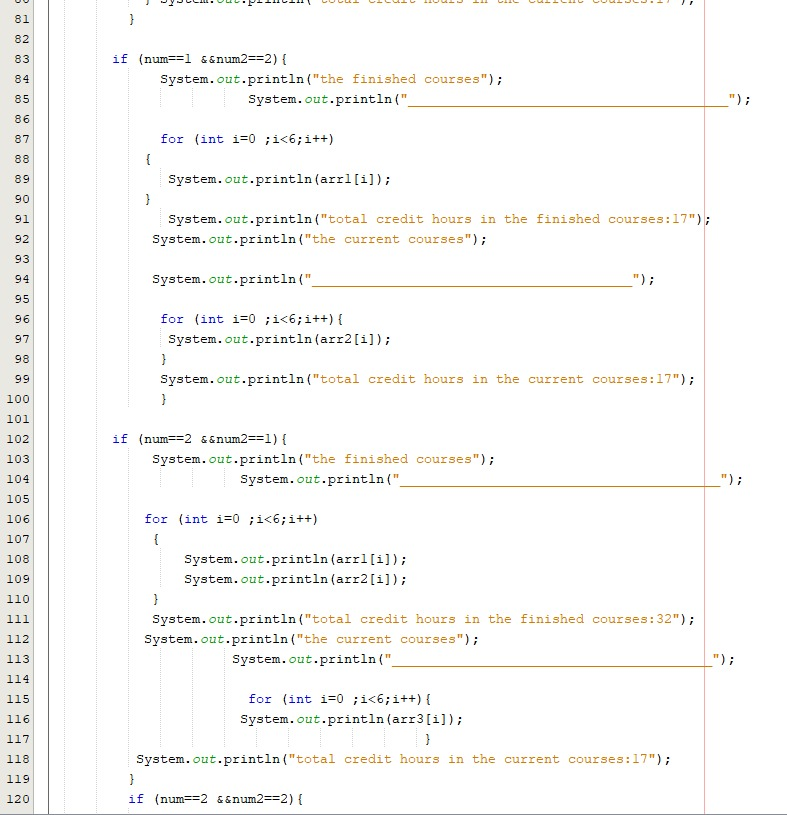 81 }
82
83 if (num==1 &&num2==2){
84 System.out.println("the finished courses");
85 System.out.println("________________________________________");
86
87 for (int i=0 ;i<6;i++)
88 {
89 System.out.println(arr1[i]);
90 }
91 System.out.println("total credit hours in the finished courses:17");
92 System.out.println("the current courses");
93
94 System.out.println("________________________________________");
95
96 for (int i=0 ;i<6;i++){
97 System.out.println(arr2[i]);
98 }
99 System.out.println("total credit hours in the current courses:17");
100 }
101
102 if (num==2 &&num2==1){
103 System.out.println("the finished courses");
104 System.out.println("________________________________________");
105
106 for (int i=0 ;i<6;i++)
107 {
108 System.out.println(arr1[i]);
109 System.out.println(arr2[i]);
110 }
111 System.out.println("total credit hours in the finished courses:32");
112 System.out.println("the current courses");
113 System.out.println("________________________________________");
114
115 for (int i=0 ;i<6;i++){
116 System.out.println(arr3[i]);
117 }
118 System.out.println("total credit hours in the current courses:17");
119 }
120 if (num==2 &&num2==2){